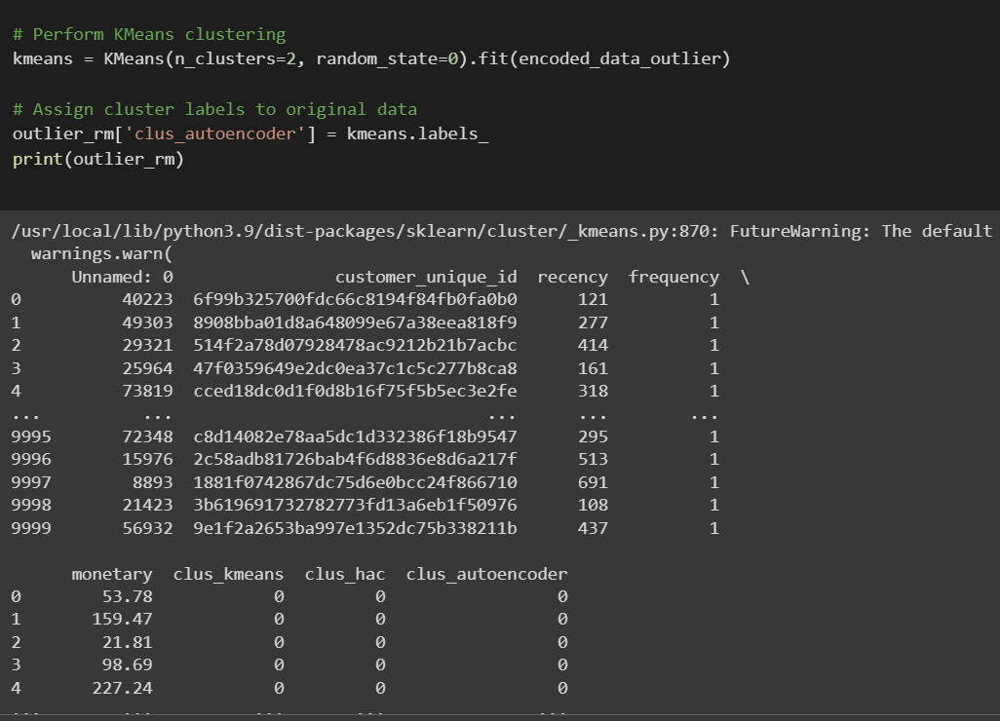 # Perform KMeans clustering
kmeans = KMeans(n_clusters=2, random_state=0).fit(encoded_data_outlier)
# Assign cluster labels to original data
outlier_rm['clus_autoencoder'] = kmeans.labels_
print(outlier_rm)
/usr/local/lib/python3.9/dist-packages/sklearn/cluster/_kmeans.py:870: FutureWarning: The default
warnings.warn(
Unnamed: 0 customer_unique_id recency frequency \
0 40223 6f99b325700fdc66c8194f84fb0fa0b0 121 1
1 49303 8908bba01d8a648099e67a38eea818f9 277 1
2 29321 514f2a78d07928478ac9212b21b7acbc 414 1
3 25964 47f0359649e2dc0ea37c1c5c277b8ca8 161 1
4 73819 cced18dc0d1f0d8b16f75f5b5ec3e2fe 318 1
... ... ... ... ...
9995 72348 c8d14082e78aa5dc1d332386f18b9547 295 1
9996 15976 2c58adb81726bab4f6d8836e8d6a217f 513 1
9997 8893 1881f0742867dc75d6e0bcc24f866710 691 1
9998 21423 3b619691732782773fd13a6eb1f50976 108 1
9999 56932 9e1f2a2653ba997e1352dc75b338211b 437 1
monetary clus_kmeans clus_hac clus_autoencoder
0 53.78 0 0 0
1 159.47 0 0 0
2 21.81 0 0 0
3 98.69 0 0 0
4 227.24 0 0 0
... ... ... ... ...